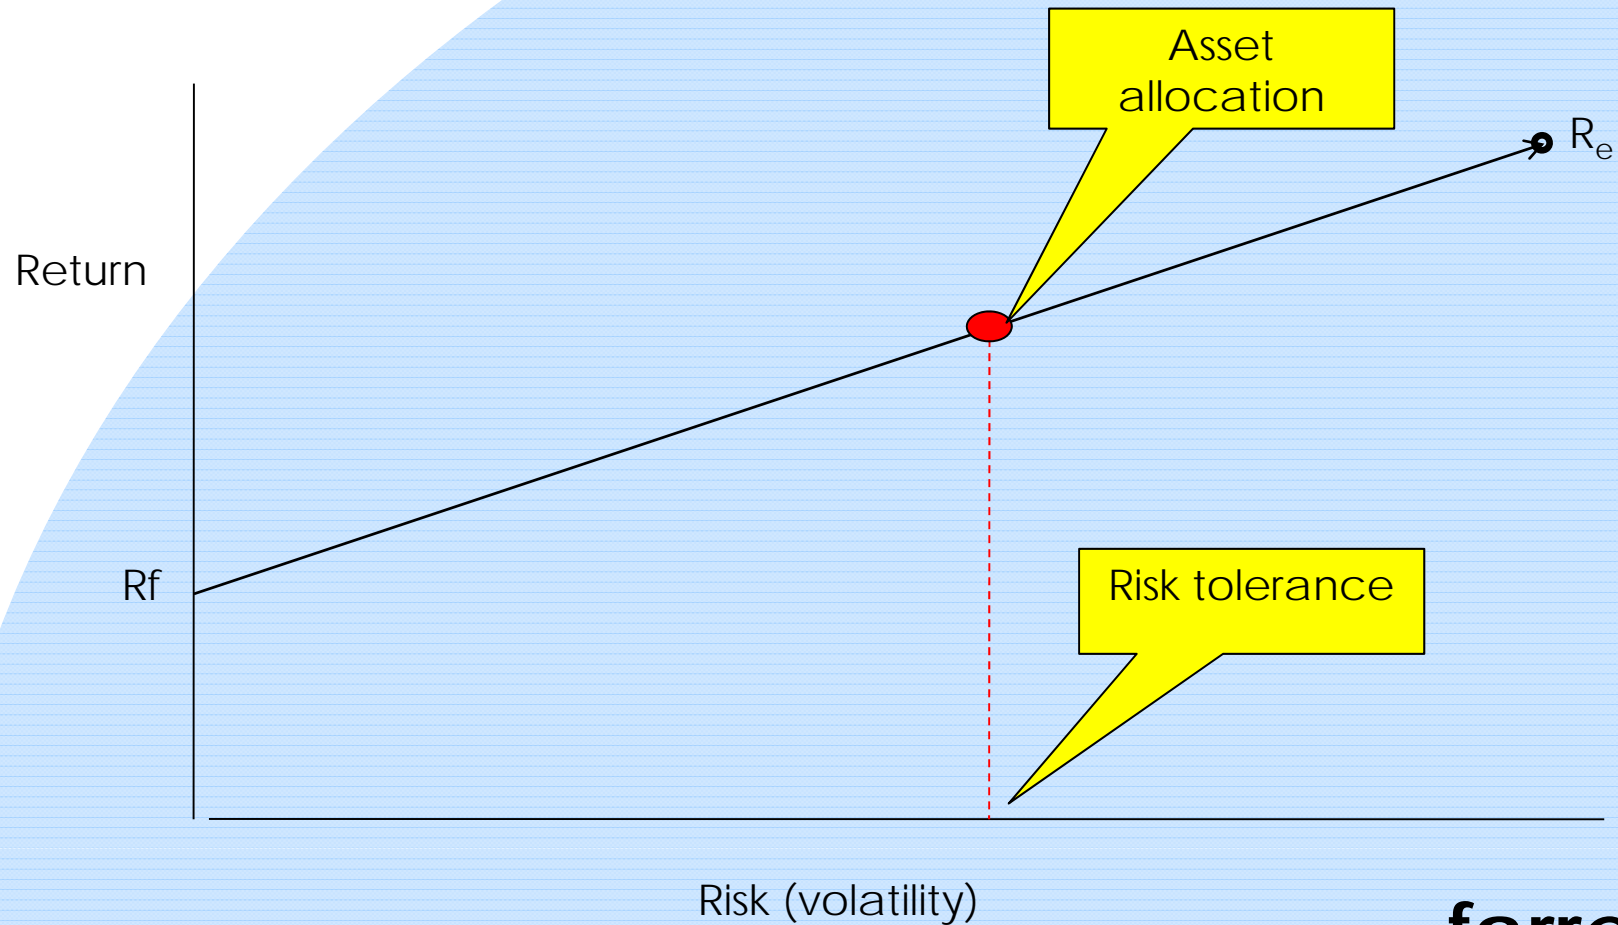 Asset
allocation
Re
Return
Rf
Risk tolerance
Risk (volatility)